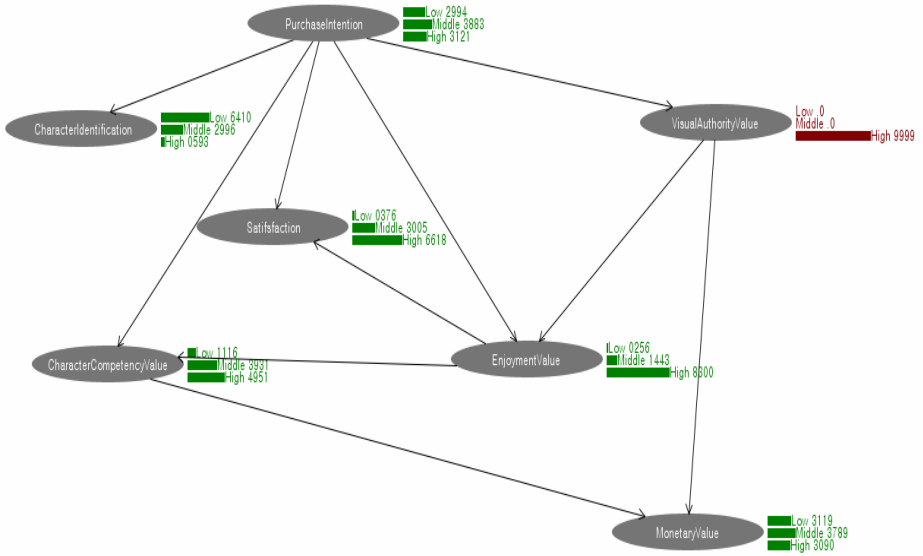 PurchaseIntention
Low 2994
Middle 3883
High 3121
CharacterIdentification
Low 6410
Middle 2996
High 0593
VisualAuthorityValue
Low .0
Middle .0
High 9999
Satifsfaction
Low 0376
Middle 3005
High 6618
CharacterCompetencyValue
Low 1116
Middle 3931
High 4951
EnjoymentValue
Low 0256
Middle 1443
High 8300
MonetaryValue
Low 3119
Middle 3789
High 3090